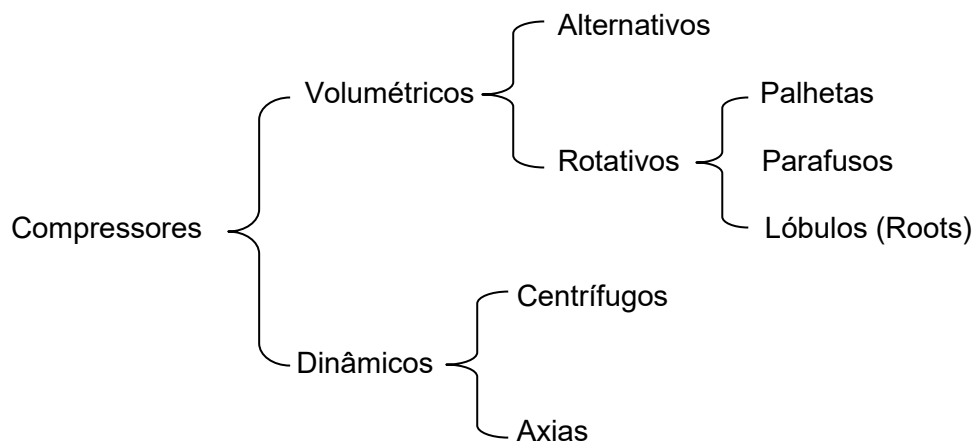 Alternativos
Volumétricos
Palhetas
Rotativos
Parafusos
Compressores
Lóbulos (Roots)
Centrífugos
Dinâmicos
Axias